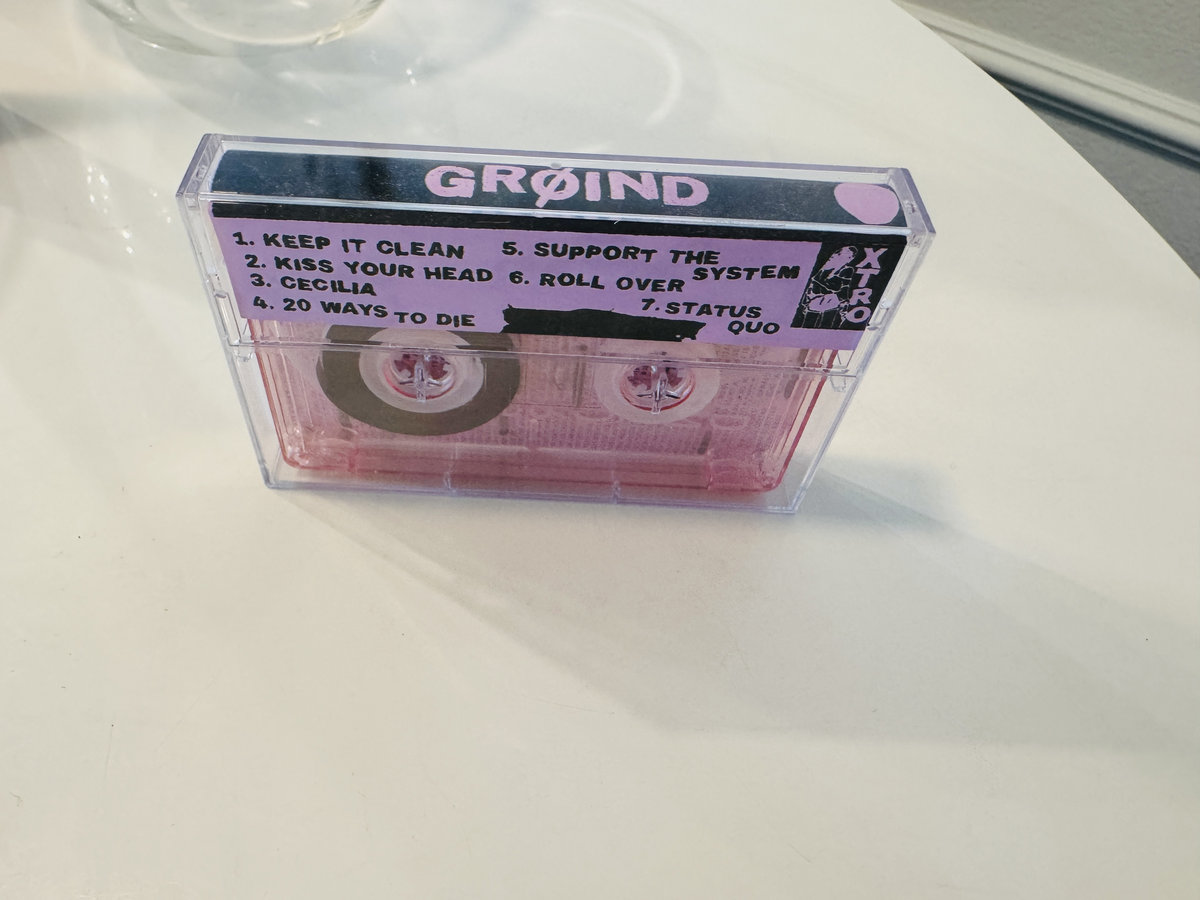 GRØIND
1. KEEP IT CLEAN
2. KISS YOUR HEAD
3. CECILIA
4. 20 WAYS TO DIE
5. SUPPORT THE
SYSTEM
6. ROLL OVER
7. STATUS
QUO
XTRO